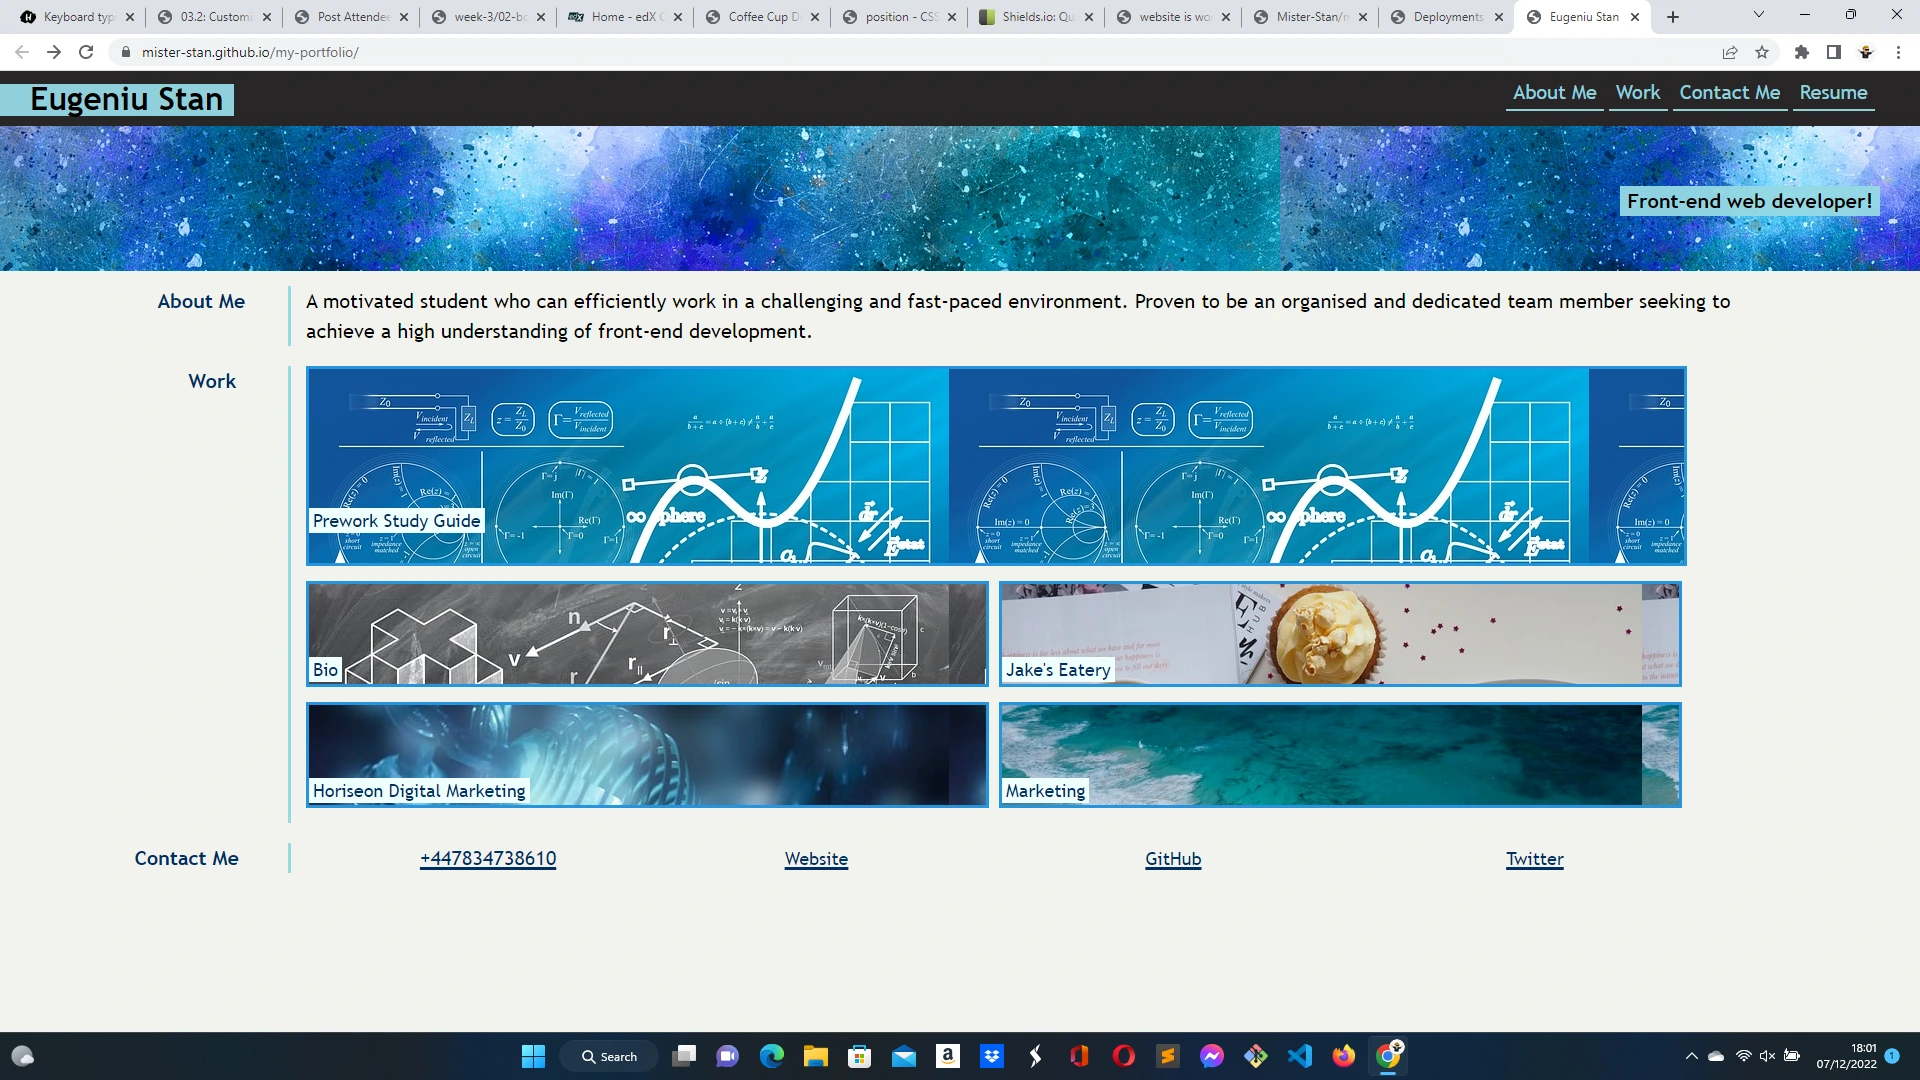 Keyboard typ
03.2: Customi
Post Attendee
week-3/02-bo
Home - edX C
Coffee Cup D
position - CSS
Shields.io: Qu
website is wo
Mister-Stan/m
Deployments
Eugeniu Stan
mister-stan.github.io/my-portfolio/
Eugeniu Stan
About Me
Work
Contact Me
Resume
Front-end web developer!
About Me
A motivated student who can efficiently work in a challenging and fast-paced environment. Proven to be an organised and dedicated team member seeking to
achieve a high understanding of front-end development.
Work
Prework Study Guide
Bio
Jake's Eatery
Horiseon Digital Marketing
Marketing
Contact Me
+447834738610
Website
GitHub
Twitter
Search
18:01
07/12/2022
1